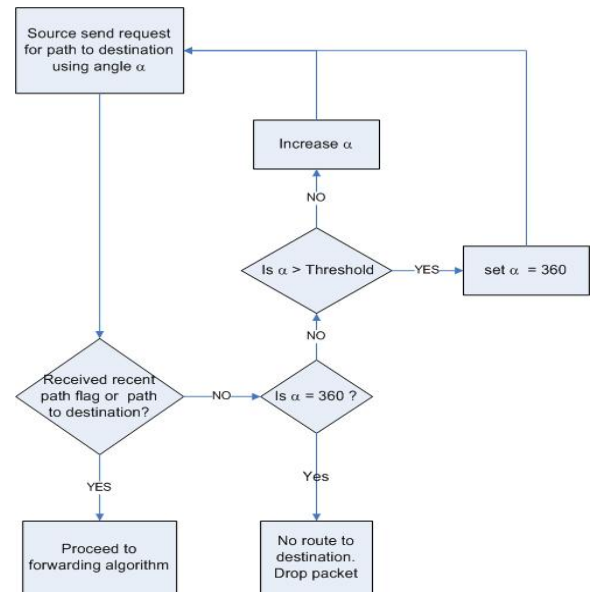 Source send request
for path to destination
using angle α
Increase α
NO
Is α > Threshold
YES
set α = 360
NO
Received recent
path flag or path
to destination?
NO
Is α = 360 ?
YES
Yes
Proceed to
forwarding algorithm
No route to
destination.
Drop packet